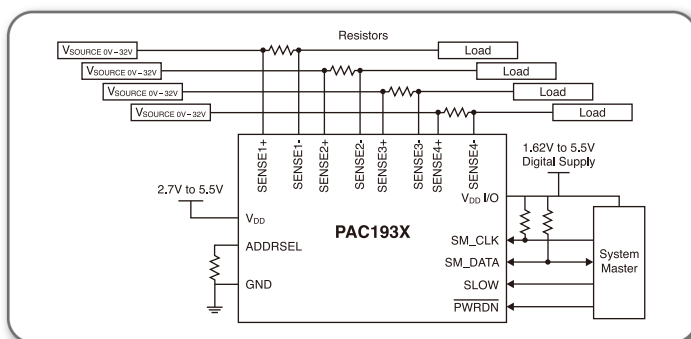 Resistors
VSOURCE 0V-32V
Load
VSOURCE 0V-32V
Load
VSOURCE 0V-32V
Load
VSOURCE 0V-32V
Load
SENSE1+
SENSE1-
SENSE2+
SENSE2-
SENSE3+
SENSE3-
SENSE4+
SENSE4-
1.62V to 5.5V
Digital Supply
2.7V to 5.5V
VDD I/O
VDD
PAC193X
ADDRSEL
GND
SM_CLK
SM_DATA
SLOW
PWRDN
System
Master